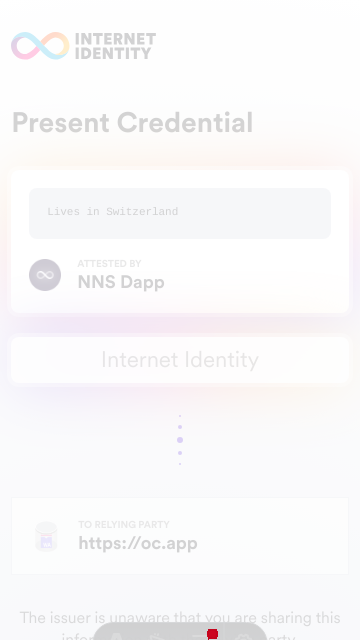 INTERNET
IDENTITY
Present Credential
Lives in Switzerland
ATTESTED BY
NNS Dapp
Internet Identity
TO RELYING PARTY
https://oc.app
The issuer is unaware that you are sharing this